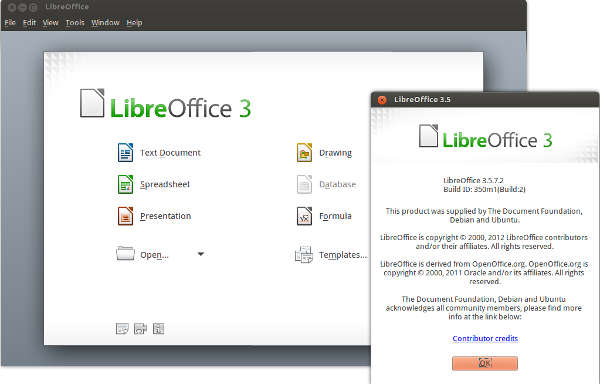 LibreOffice
File Edit View Tools Window Help
LibreOffice 3
Text Document
Drawing
Spreadsheet
Database
Presentation
Formula
Open...
Templates...
LibreOffice 3.5
LibreOffice 3
LibreOffice 3.5.7.2
Build ID: 350m1(Build:2)
This product was supplied by The Document Foundation,
Debian and Ubuntu.
LibreOffice is copyright © 2000, 2012 LibreOffice contributors
and/or their affiliates. All rights reserved.
LibreOffice is derived from OpenOffice.org. OpenOffice.org is
copyright © 2000, 2011 Oracle and/or its affiliates. All rights
reserved.
The Document Foundation, Debian and Ubuntu
acknowledges all community members, please find more
info at the link below:
Contributor credits
OK